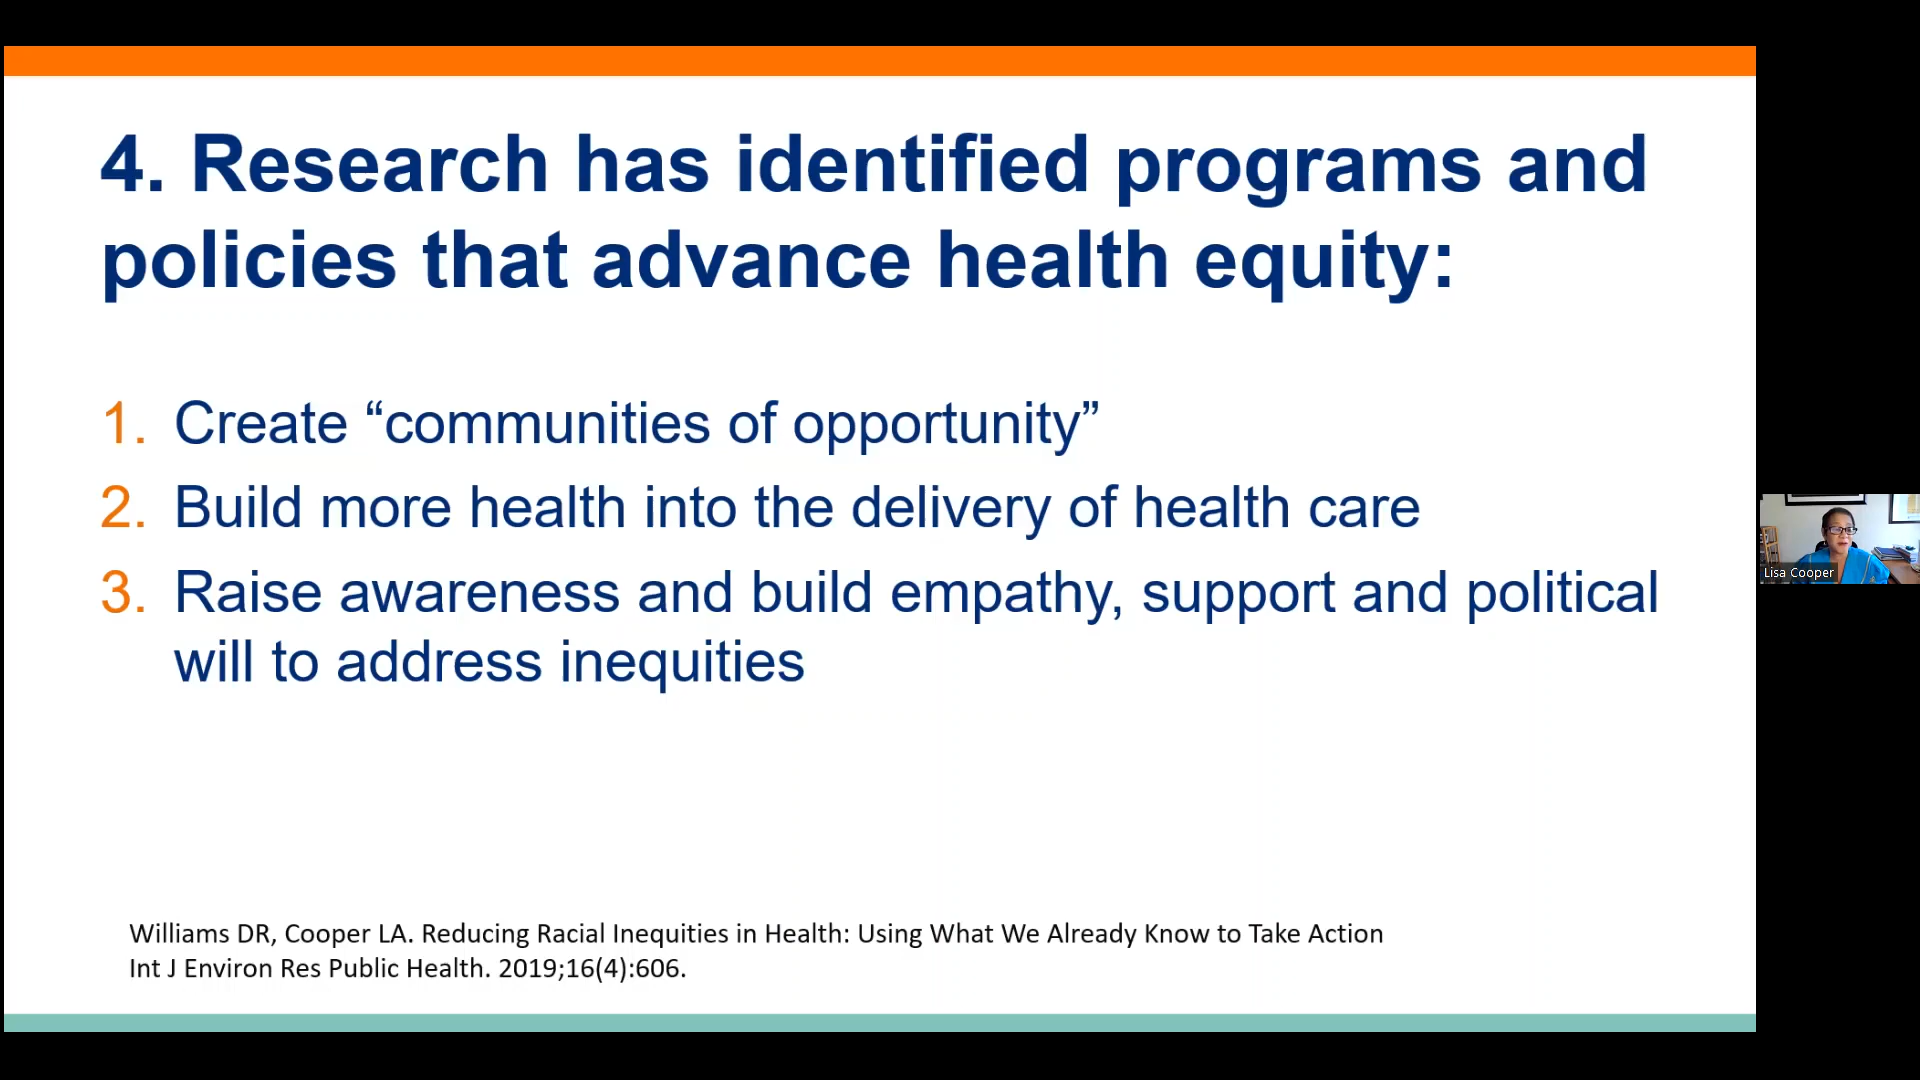 4. Research has identified programs and
policies that advance health equity:
1. Create “communities of opportunity”
2. Build more health into the delivery of health care
3. Raise awareness and build empathy, support and political
will to address inequities
Williams DR, Cooper LA. Reducing Racial Inequities in Health: Using What We Already Know to Take Action
Int J Environ Res Public Health. 2019;16(4):606.
Lisa Cooper